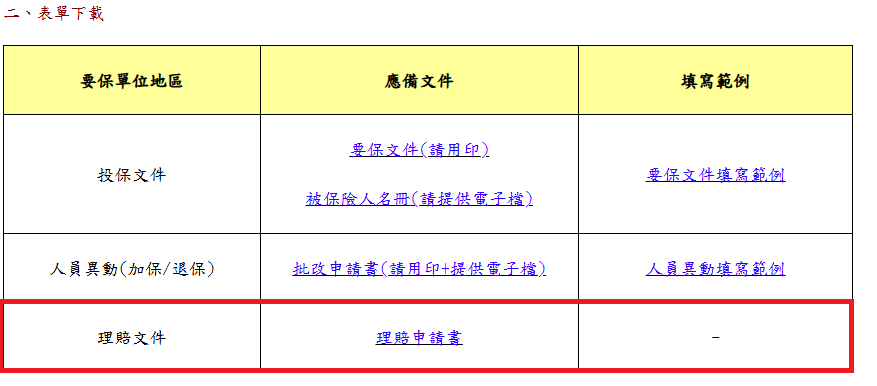 二、表單下載
要保單位地區
應備文件
填寫範例
投保文件
要保文件(請用印)
被保險人名冊(請提供電子檔)
要保文件填寫範例
人員異動(加保/退保)
批改申請書(請用印+提供電子檔)
人員異動填寫範例
理賠文件
理賠申請書
-